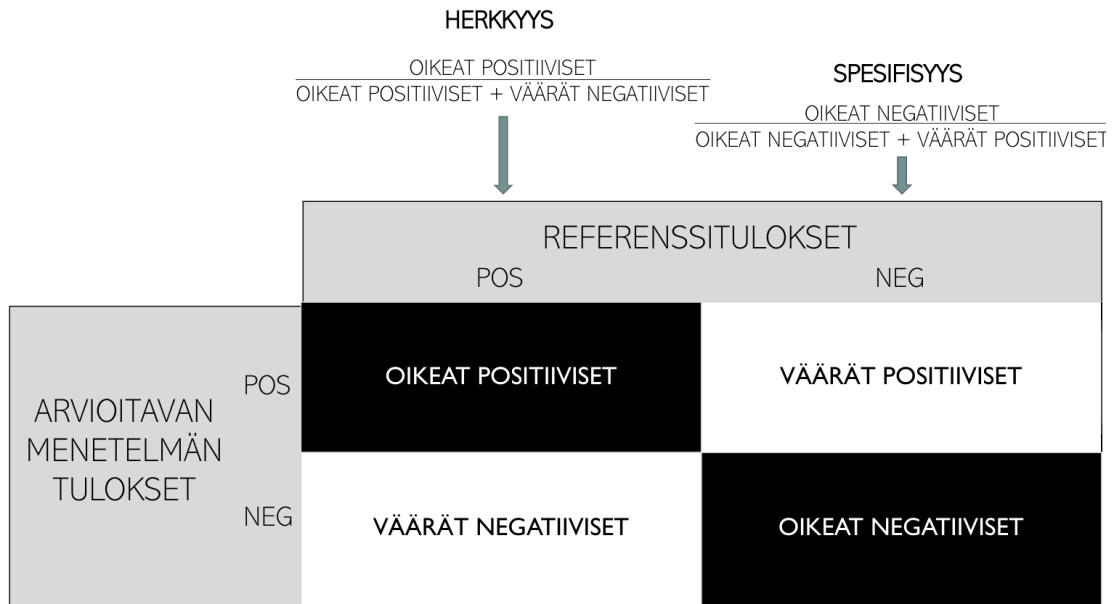 HERKKYYS
OIKEAT POSITIIVISET
OIKEAT POSITIIVISET + VÄÄRÄT NEGATIIVISET
SPESIFISYYS
OIKEAT NEGATIIVISET
OIKEAT NEGATIIVISET + VÄÄRÄT POSITIIVISET
REFERENSSITULOKSET
POS
NEG
ARVIOITAVAN
MENETELMÄN
TULOKSET
POS
OIKEAT POSITIIVISET
VÄÄRÄT POSITIIVISET
NEG
VÄÄRÄT NEGATIIVISET
OIKEAT NEGATIIVISET